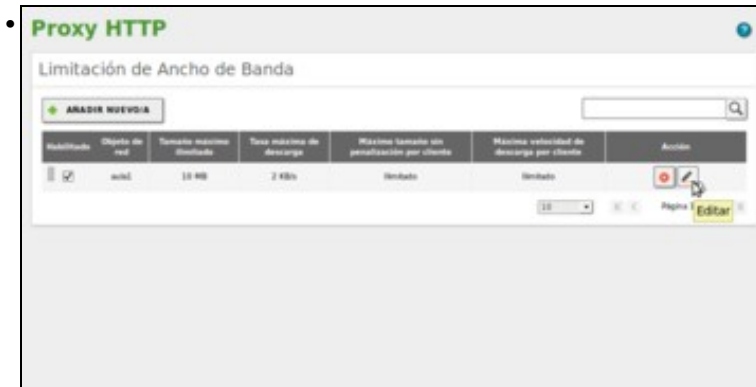 Proxy HTTP
Limitación de Ancho de Banda
AÑADIR NUEVO/A
Habilitado Objeto de red Tamaño máximo ilimitado Tasa máxima de descarga Máximo tamaño sin penalización por cliente Máxima velocidad de descarga por cliente Acción
aula1 10 MB 2 KB/s Ilimitado Ilimitado
10 Página
Editar